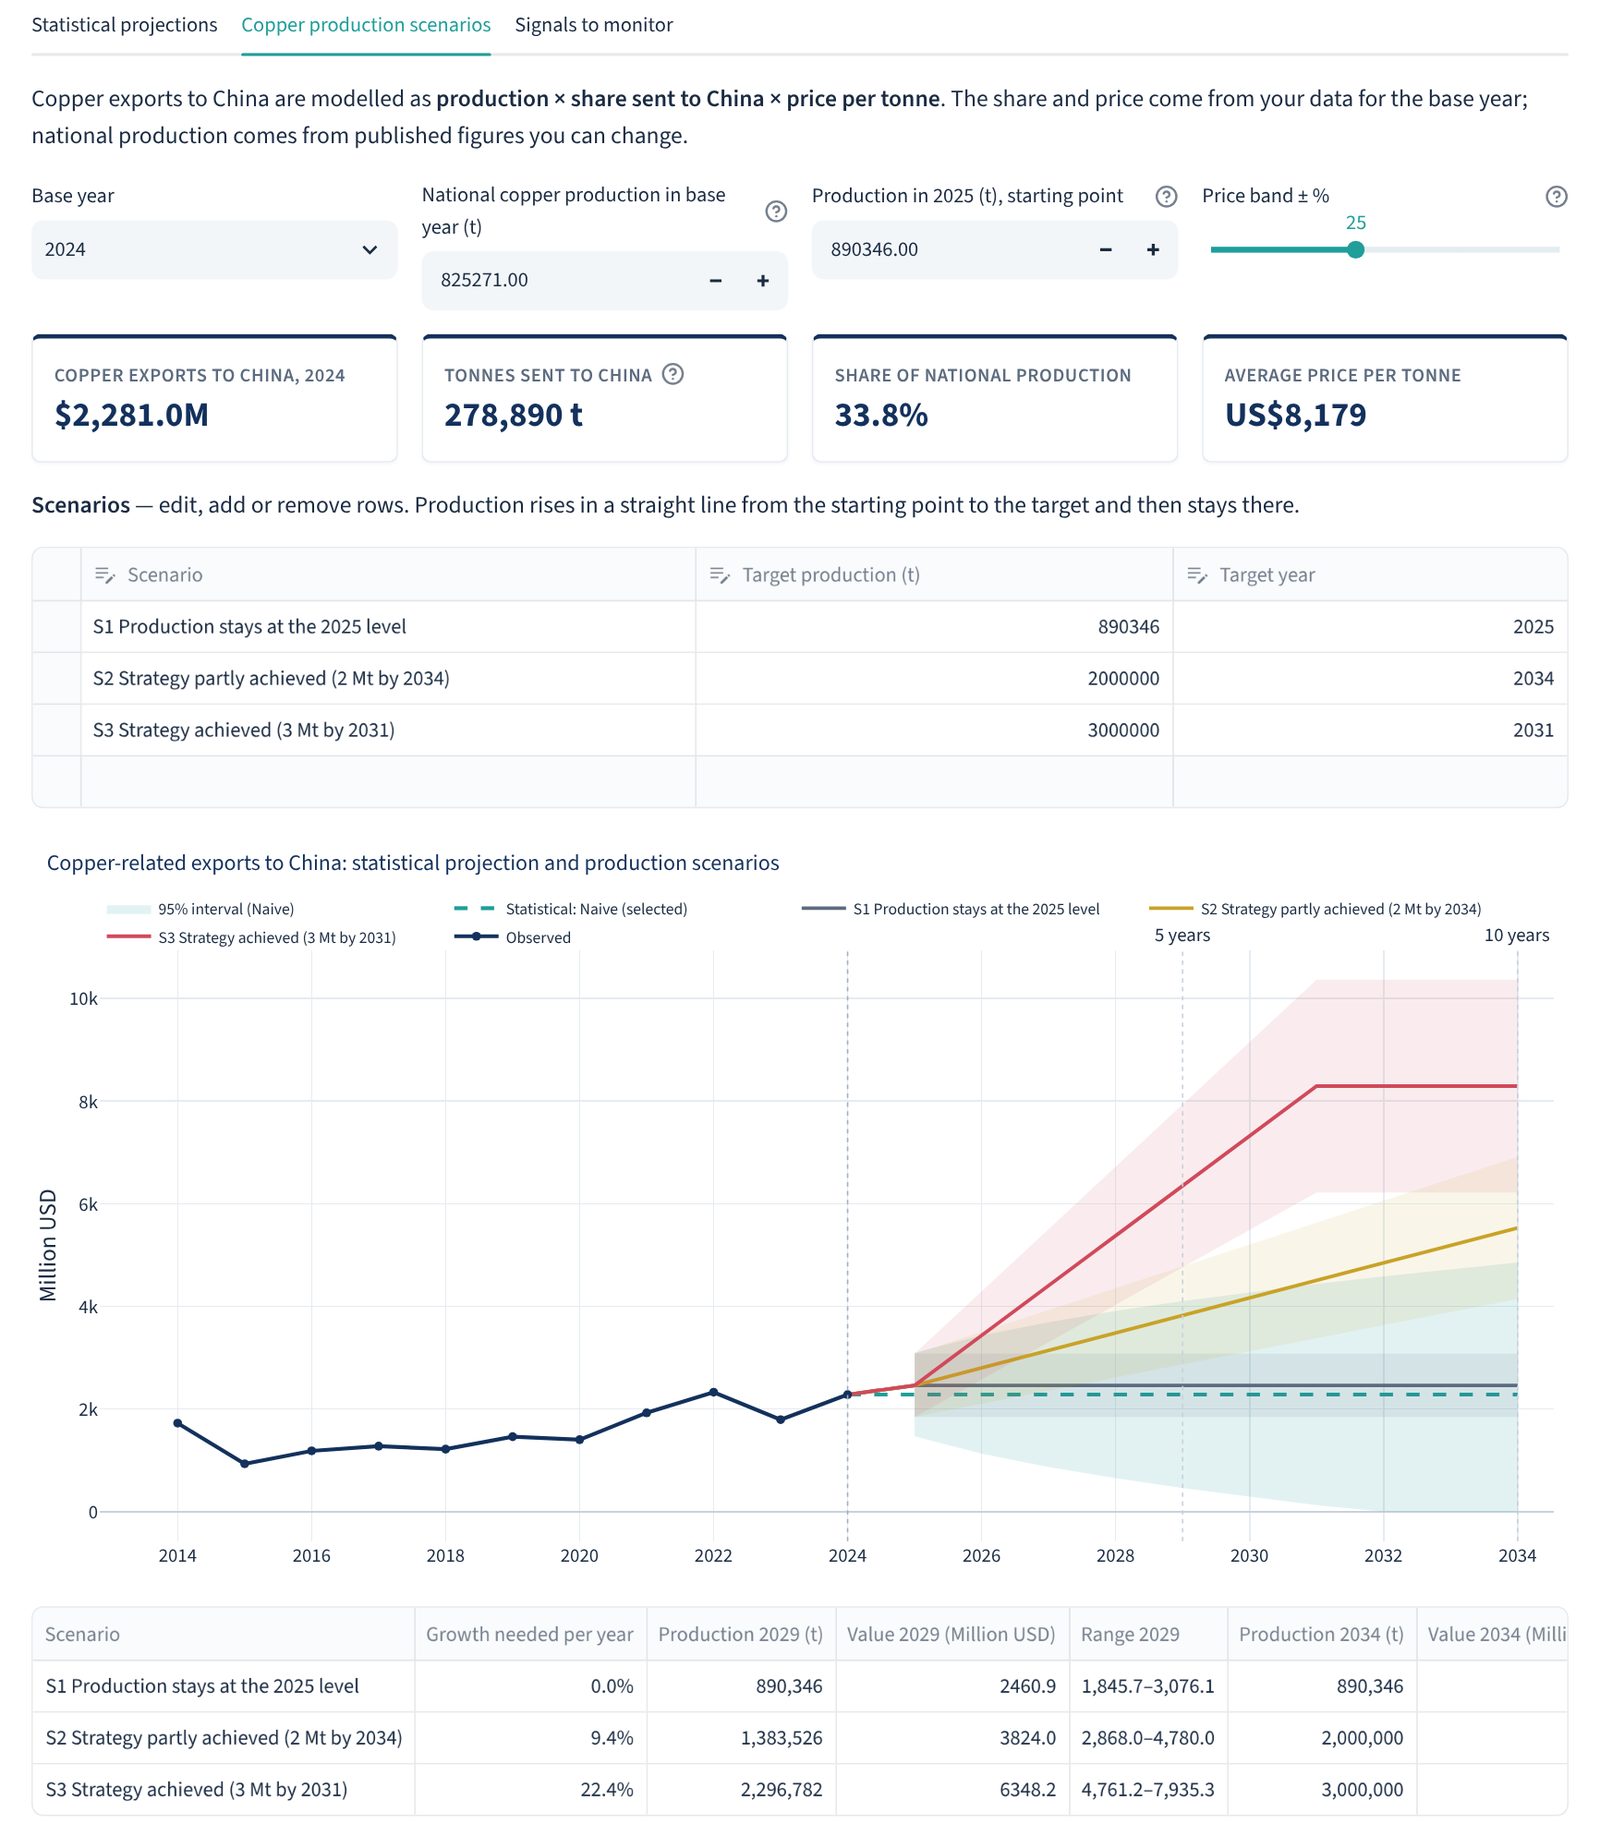 Statistical projections Copper production scenarios Signals to monitor
Copper exports to China are modelled as production × share sent to China × price per tonne. The share and price come from your data for the base year;
national production comes from published figures you can change.
Base year
National copper production in base
year (t)
Production in 2025 (t), starting point
Price band ± %
25
2024
825271.00
890346.00
COPPER EXPORTS TO CHINA, 2024
$2,281.0M
TONNES SENT TO CHINA
278,890 t
SHARE OF NATIONAL PRODUCTION
33.8%
AVERAGE PRICE PER TONNE
US$8,179
Scenarios — edit, add or remove rows. Production rises in a straight line from the starting point to the target and then stays there.
Scenario Target production (t) Target year
S1 Production stays at the 2025 level 890346 2025
S2 Strategy partly achieved (2 Mt by 2034) 2000000 2034
S3 Strategy achieved (3 Mt by 2031) 3000000 2031
Copper-related exports to China: statistical projection and production scenarios
95% interval (Naive) Statistical: Naive (selected) S1 Production stays at the 2025 level S2 Strategy partly achieved (2 Mt by 2034)
S3 Strategy achieved (3 Mt by 2031) Observed
5 years 10 years
10k
8k
6k
4k
2k
0
Million USD
2014 2016 2018 2020 2022 2024 2026 2028 2030 2032 2034
Scenario Growth needed per year Production 2029 (t) Value 2029 (Million USD) Range 2029 Production 2034 (t) Value 2034 (Milli
S1 Production stays at the 2025 level 0.0% 890,346 2460.9 1,845.7–3,076.1 890,346
S2 Strategy partly achieved (2 Mt by 2034) 9.4% 1,383,526 3824.0 2,868.0–4,780.0 2,000,000
S3 Strategy achieved (3 Mt by 2031) 22.4% 2,296,782 6348.2 4,761.2–7,935.3 3,000,000